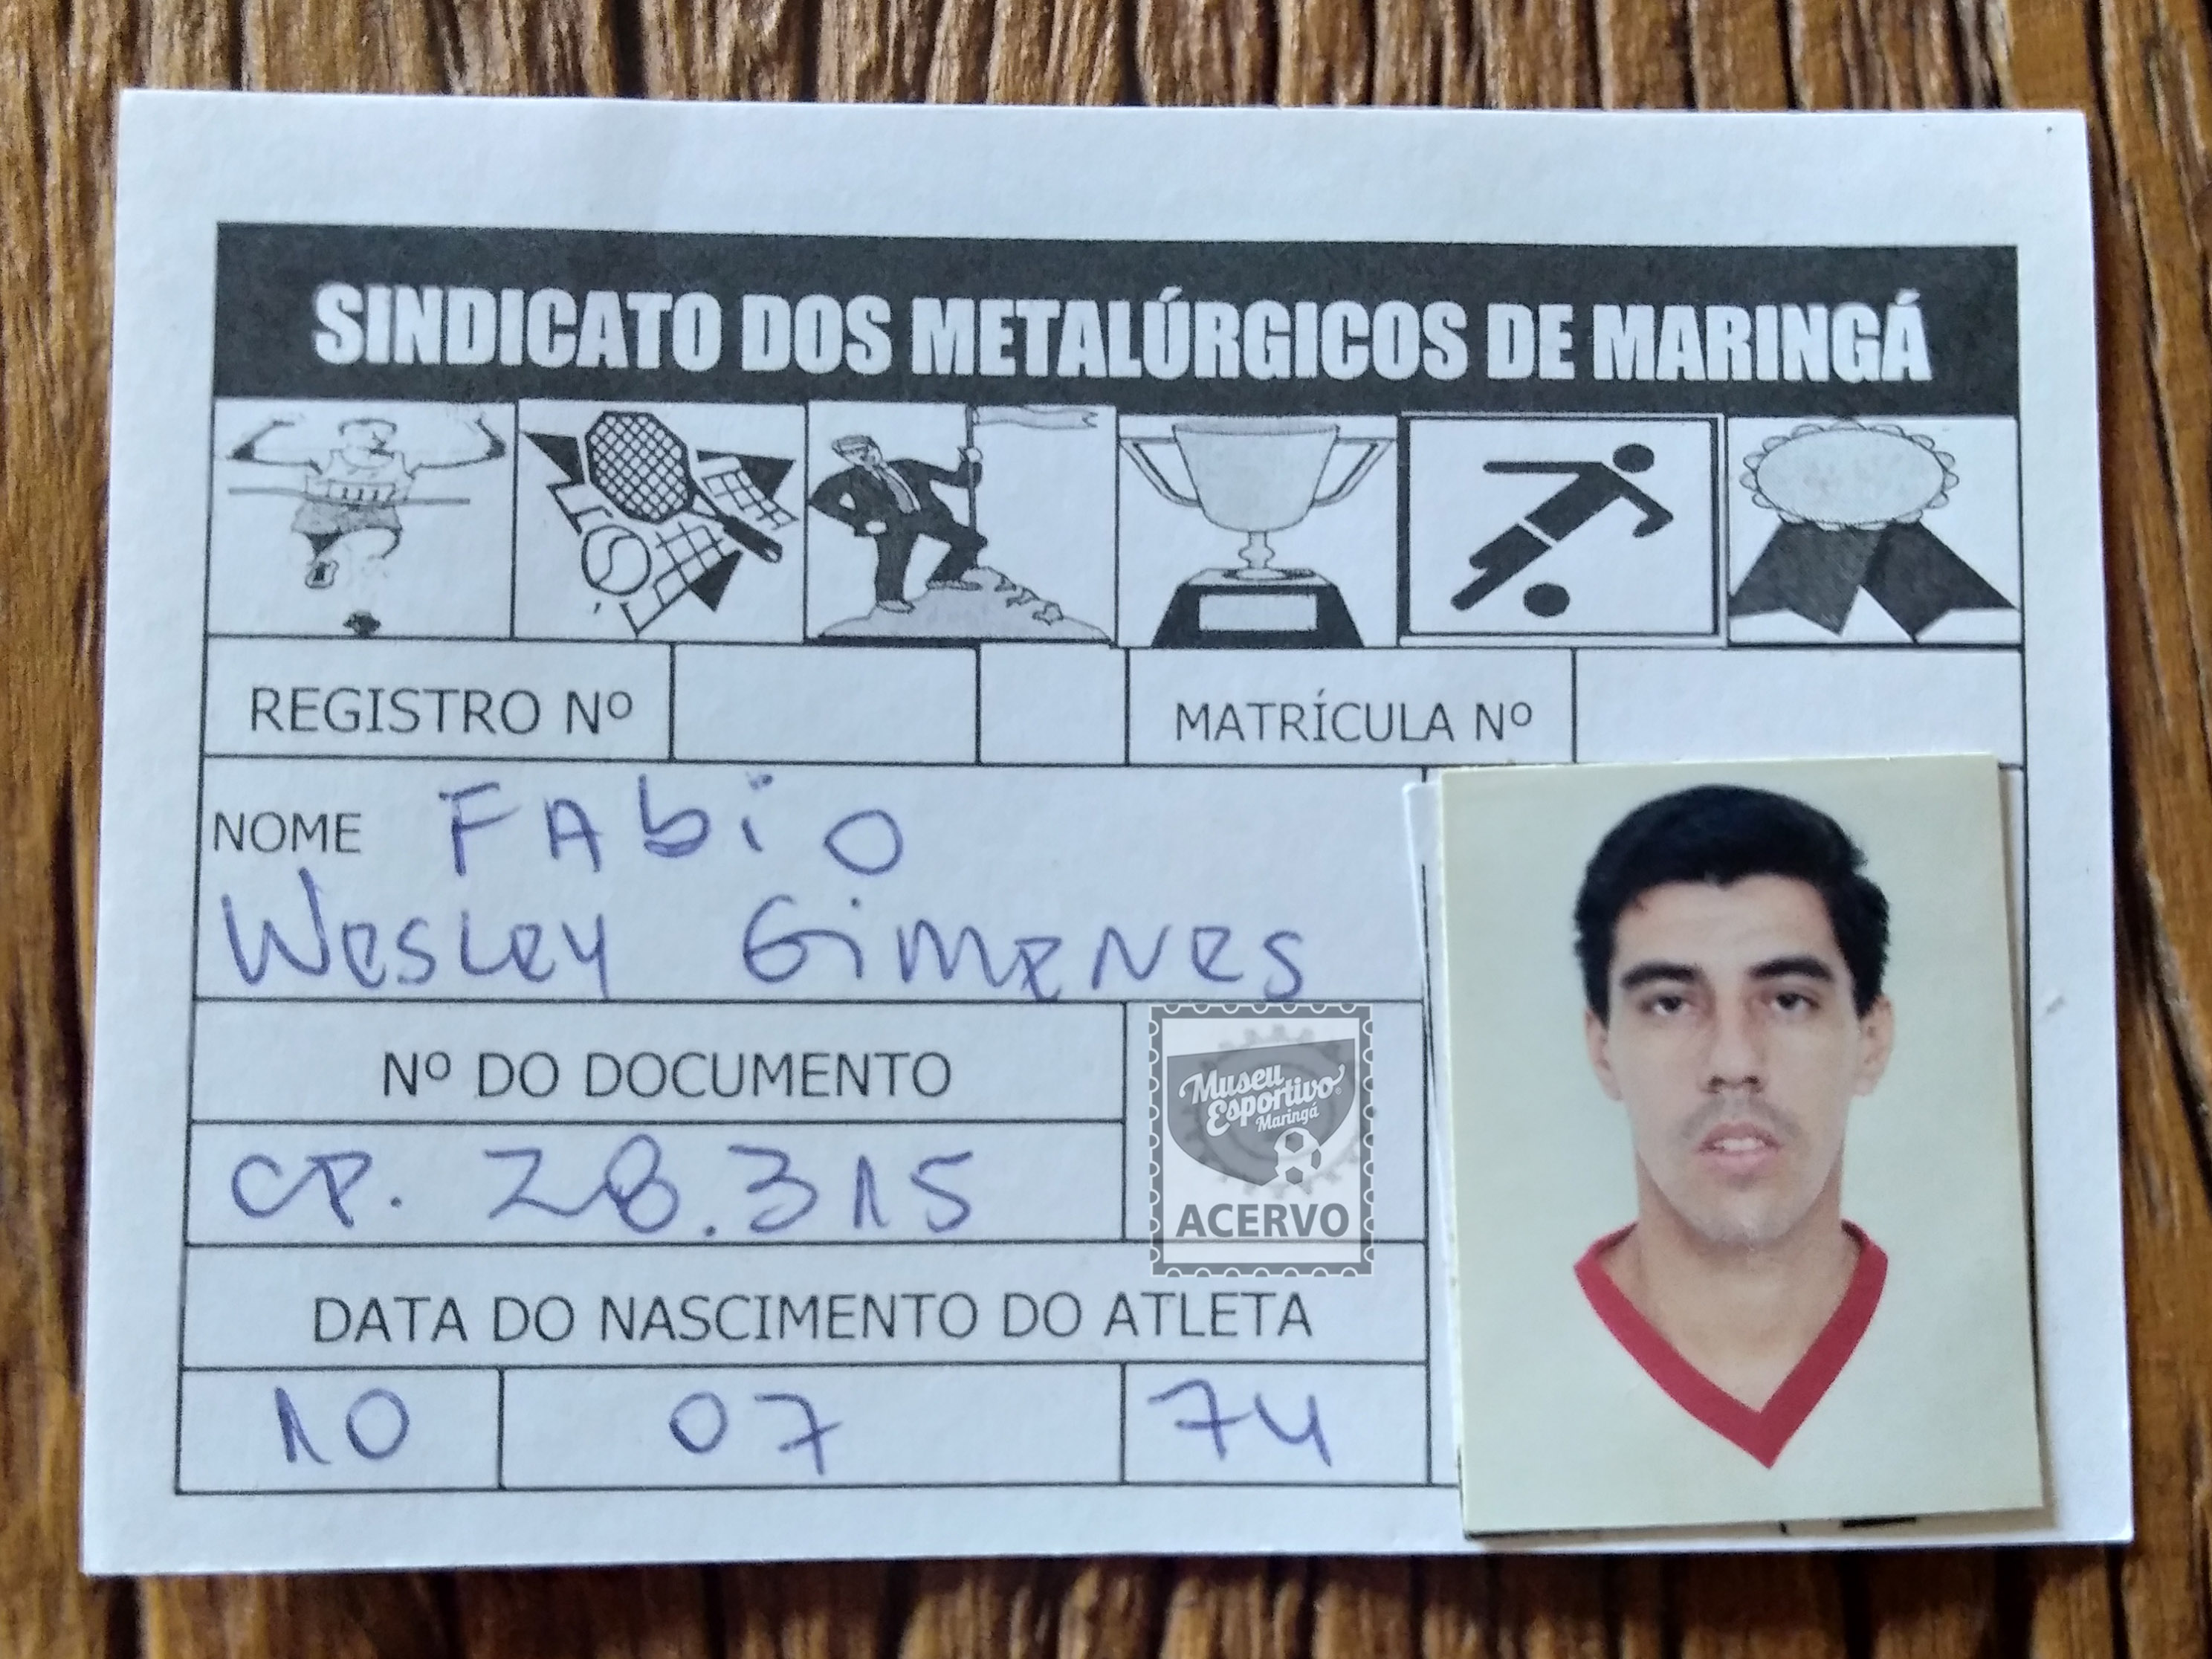 SINDICATO DOS METALÚRGICOS DE MARINGÁ
REGISTRO Nº
MATRÍCULA Nº
NOME FAbio
Wesley Gimenes
Nº DO DOCUMENTO
CP. 28.315
Museu
Esportivo
Maringá
ACERVO
DATA DO NASCIMENTO DO ATLETA
10 07 74